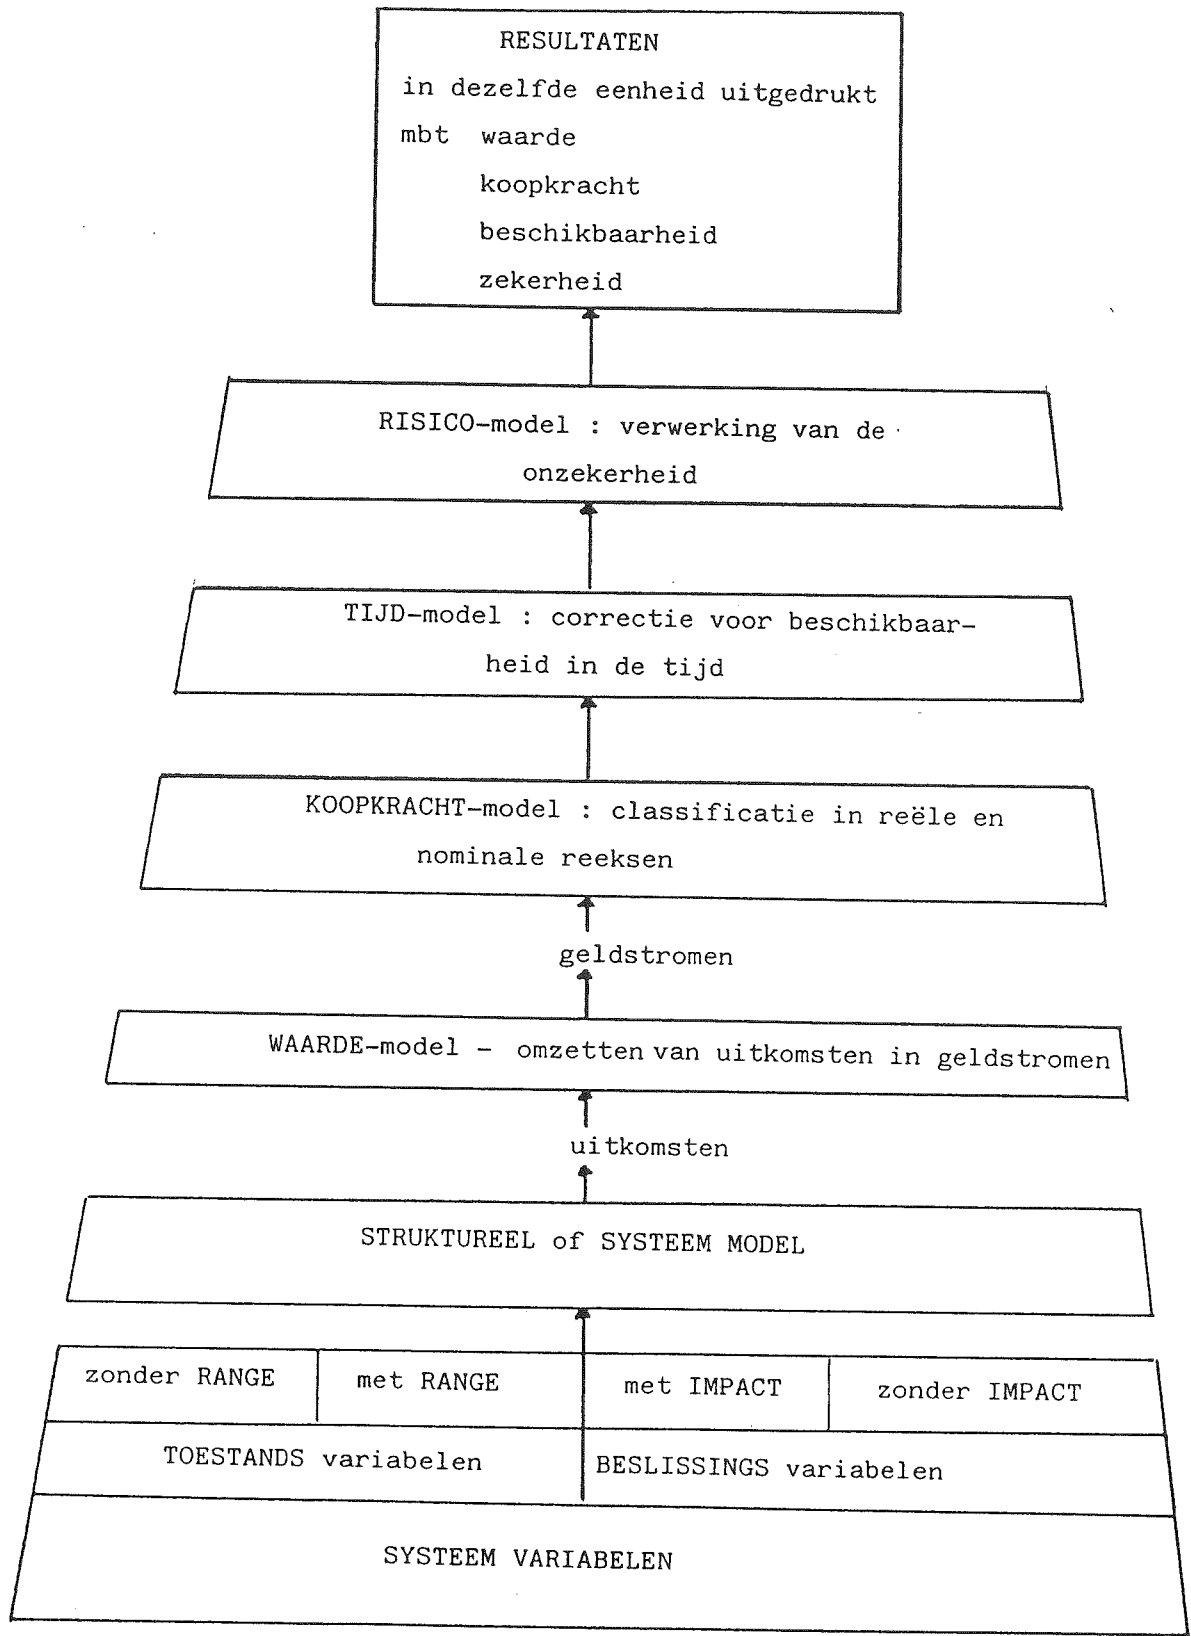 RESULTATEN
in dezelfde eenheid uitgedrukt
mbt waarde
koopkracht
beschikbaarheid
zekerheid
RISICO-model : verwerking van de
onzekerheid
TIJD-model : correctie voor beschikbaar-
heid in de tijd
KOOPKRACHT-model : classificatie in reële en
nominale reeksen
geldstromen
WAARDE-model - omzetten van uitkomsten in geldstromen
uitkomsten
STRUKTUREEL of SYSTEEM MODEL
zonder RANGE met RANGE met IMPACT zonder IMPACT
TOESTANDS variabelen BESLISSINGS variabelen
SYSTEEM VARIABELEN